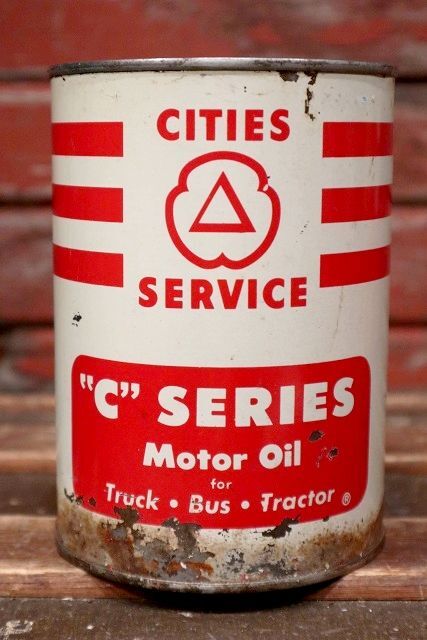 CITIES
SERVICE
"C" SERIES
Motor Oil
for
Truck • Bus • Tractor ®